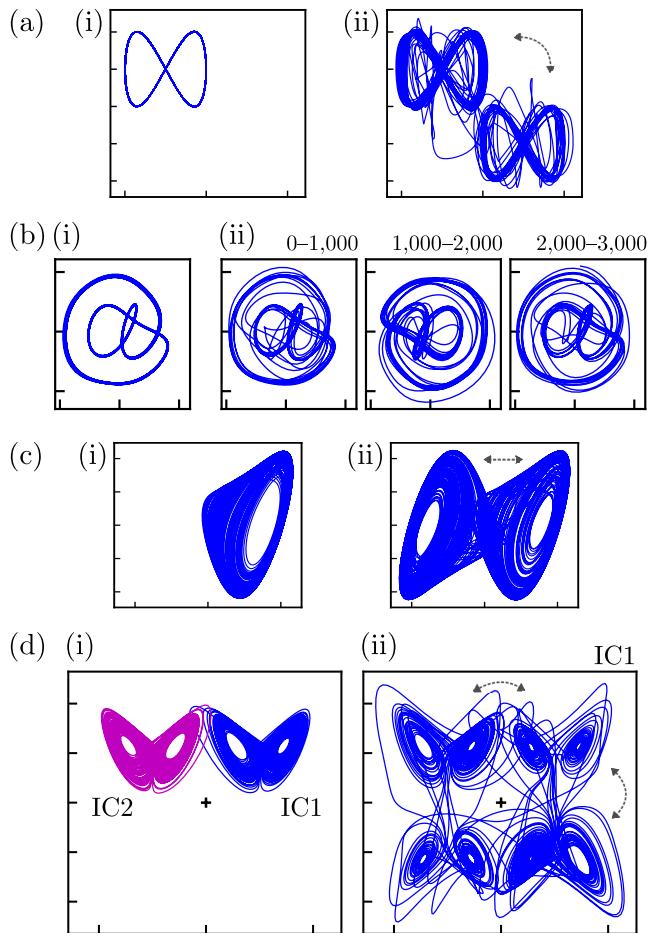 (a) (i) (ii)
(b) (i) (ii) 0–1,000 1,000–2,000 2,000–3,000
(c) (i) (ii)
(d) (i) (ii) IC1
IC2 IC1